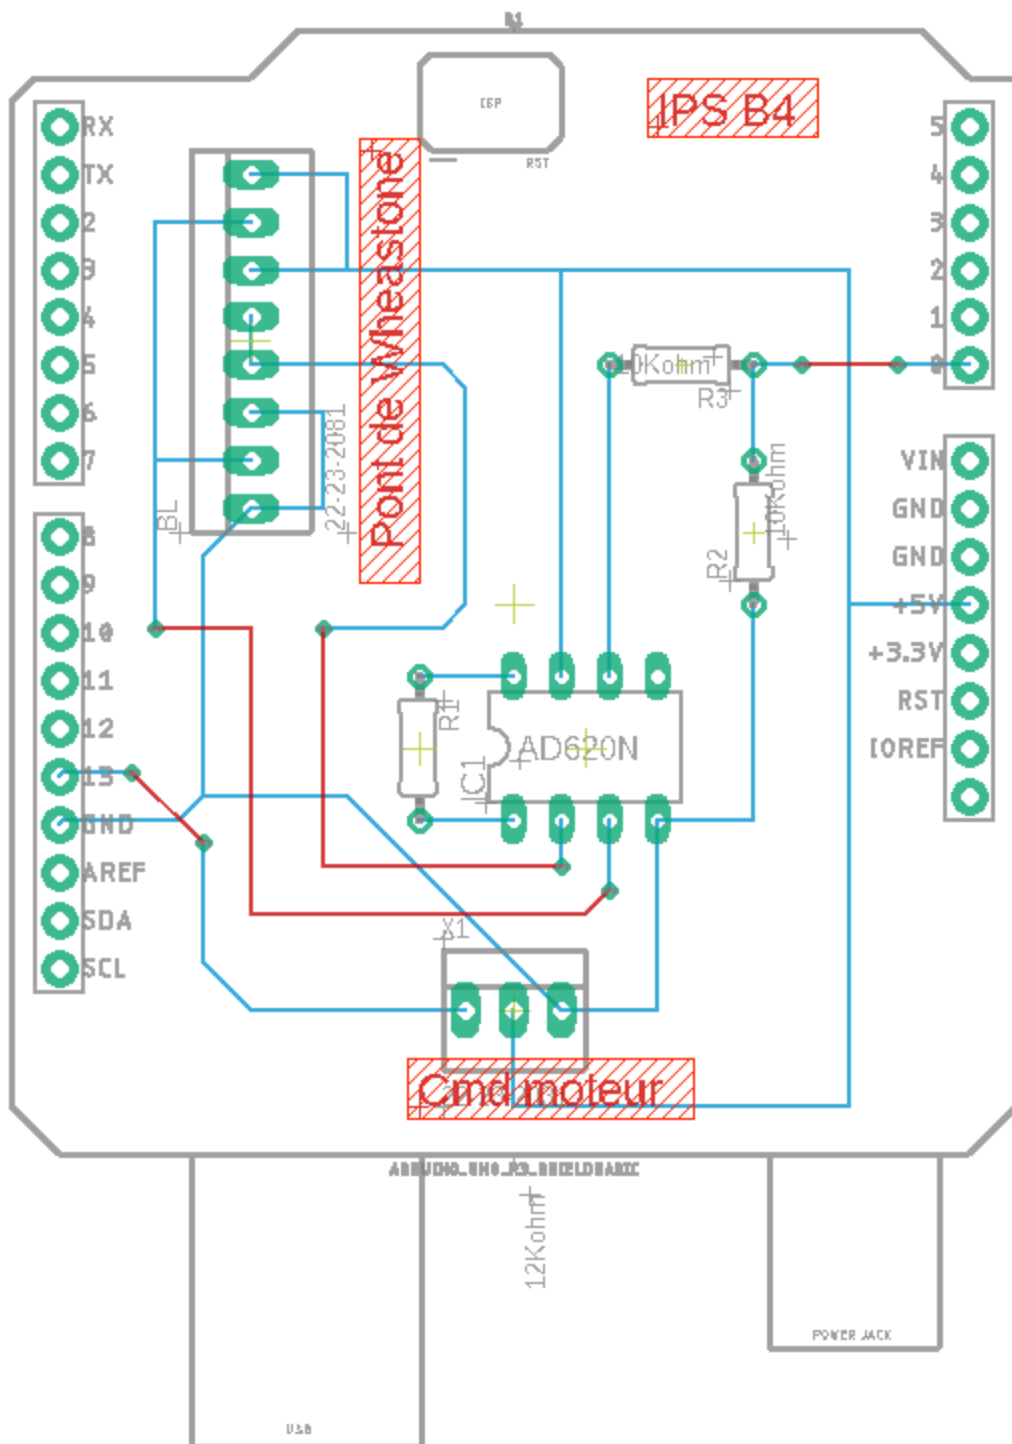 B1
ICSP
RST
IPS B4
RX
TX
2
3
4
5
6
7
5
4
3
2
1
0
Pont de Wheastone
22-23-2081
BL
10Kohm
R3
10Kohm
R2
VIN
GND
GND
+5V
+3.3V
RST
IOREF
8
9
10
11
12
13
GND
AREF
SDA
SCL
R1
IC1
AD620N
X1
Cmd moteur
12Kohm
POWER JACK
USB